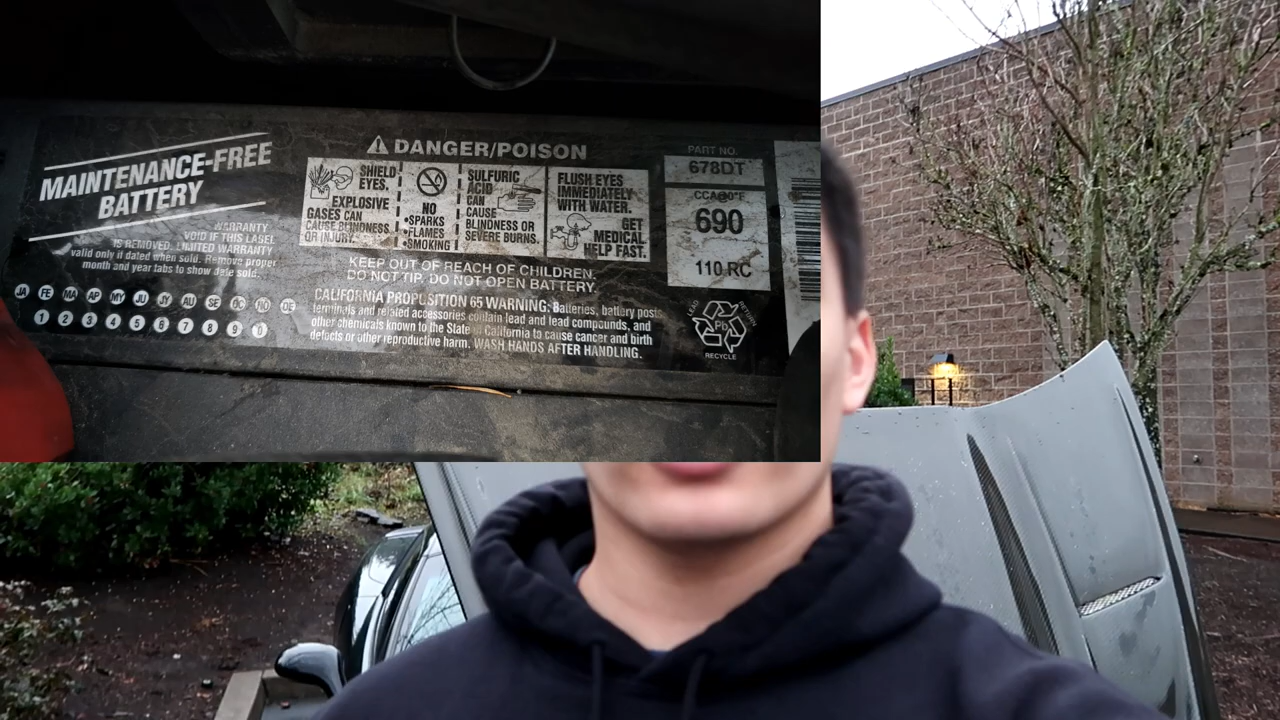 MAINTENANCE-FREE
BATTERY
WARRANTY
VOID IF THIS LABEL
IS REMOVED. LIMITED WARRANTY
valid only if dated when sold. Remove proper
month and year tabs to show date sold.
JA FE MA AP MY JU JY AU SE OC NO DE
1 2 3 4 5 6 7 8 9 0
DANGER/POISON
SHIELD
EYES.
EXPLOSIVE
GASES CAN
CAUSE BLINDNESS
OR INJURY.
NO
•SPARKS
•FLAMES
•SMOKING
SULFURIC
ACID
CAN
CAUSE
BLINDNESS OR
SEVERE BURNS.
FLUSH EYES
IMMEDIATELY
WITH WATER.
GET
MEDICAL
HELP FAST.
KEEP OUT OF REACH OF CHILDREN.
DO NOT TIP. DO NOT OPEN BATTERY.
CALIFORNIA PROPOSITION 65 WARNING: Batteries, battery posts,
terminals and related accessories contain lead and lead compounds, and
other chemicals known to the State of California to cause cancer and birth
defects or other reproductive harm. WASH HANDS AFTER HANDLING.
PART NO.
678DT
CCA@0°F
690
110 RC
LEAD
RETURN
Pb
RECYCLE